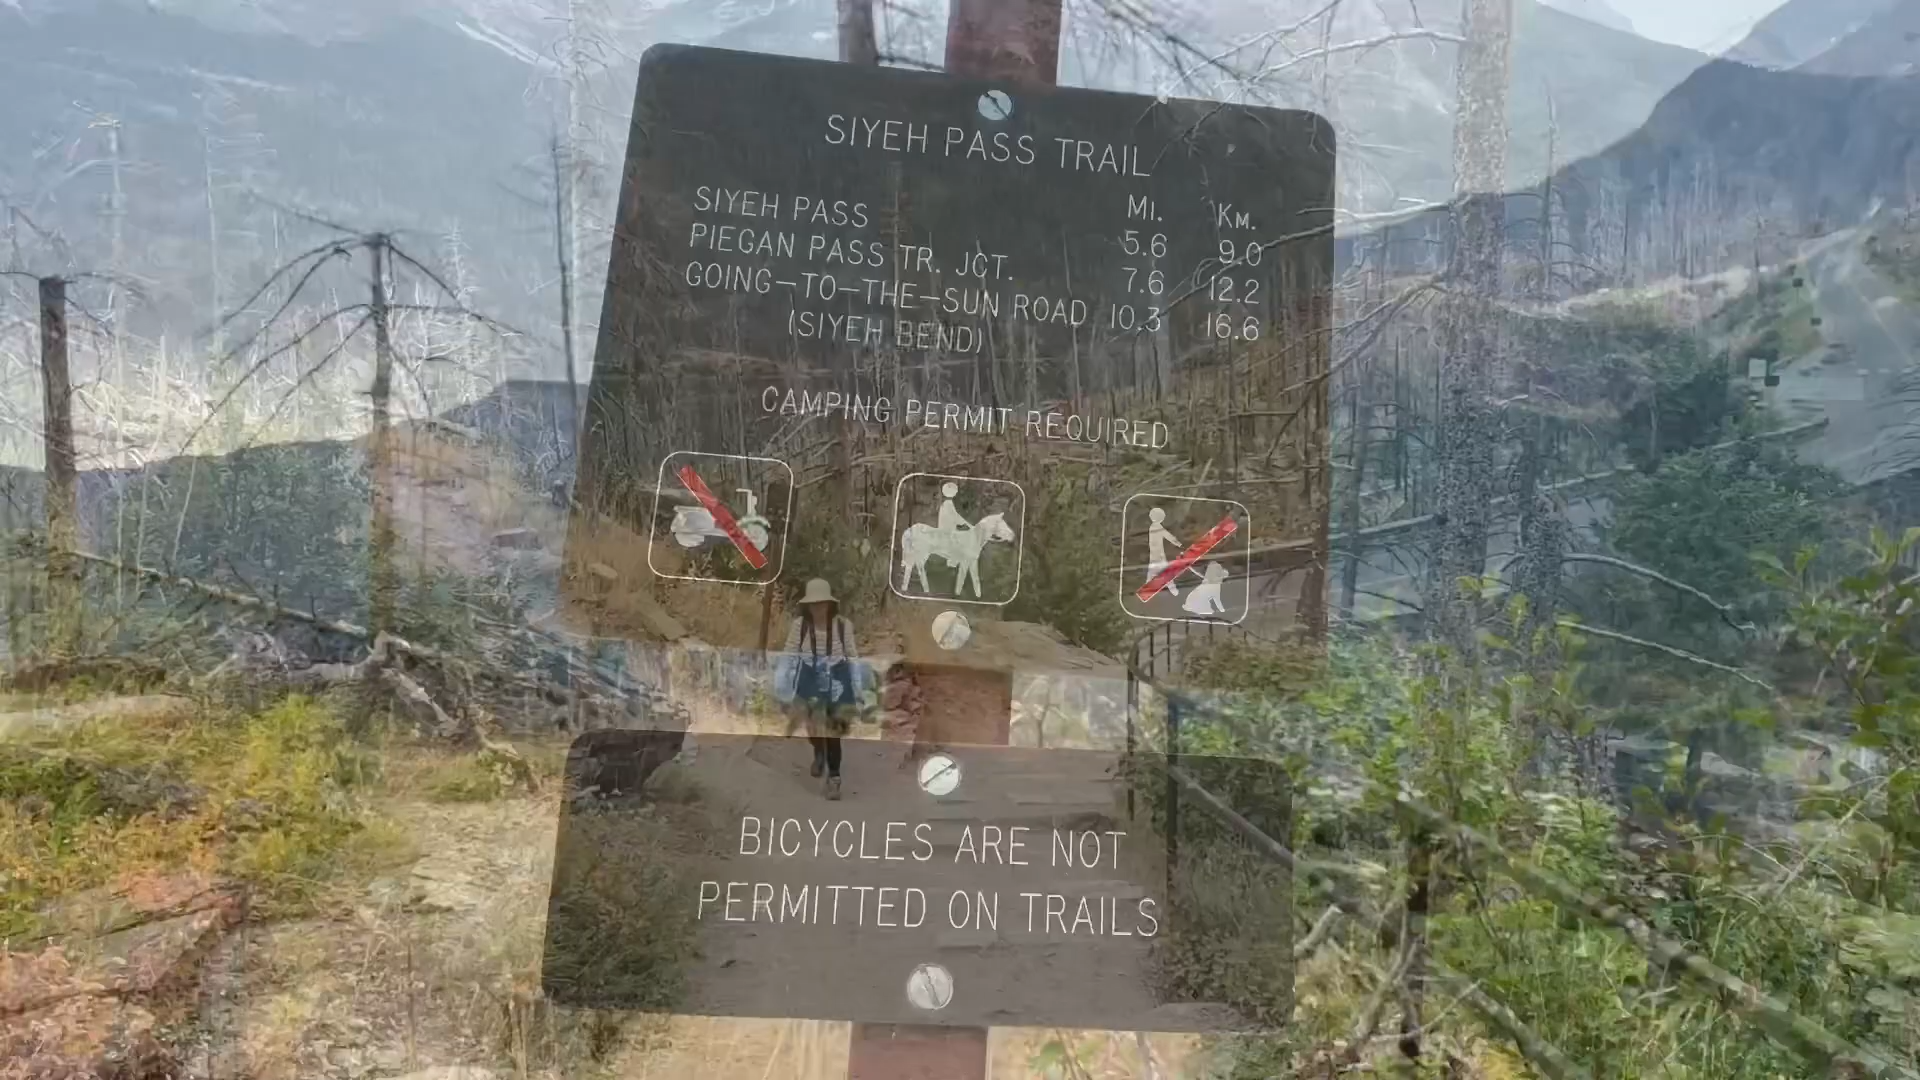 SIYEH PASS TRAIL
MI. KM.
SIYEH PASS 5.6 9.0
PIEGAN PASS TR. JCT. 7.6 12.2
GOING-TO-THE-SUN ROAD 10.3 16.6
(SIYEH BEND)
CAMPING PERMIT REQUIRED
BICYCLES ARE NOT
PERMITTED ON TRAILS